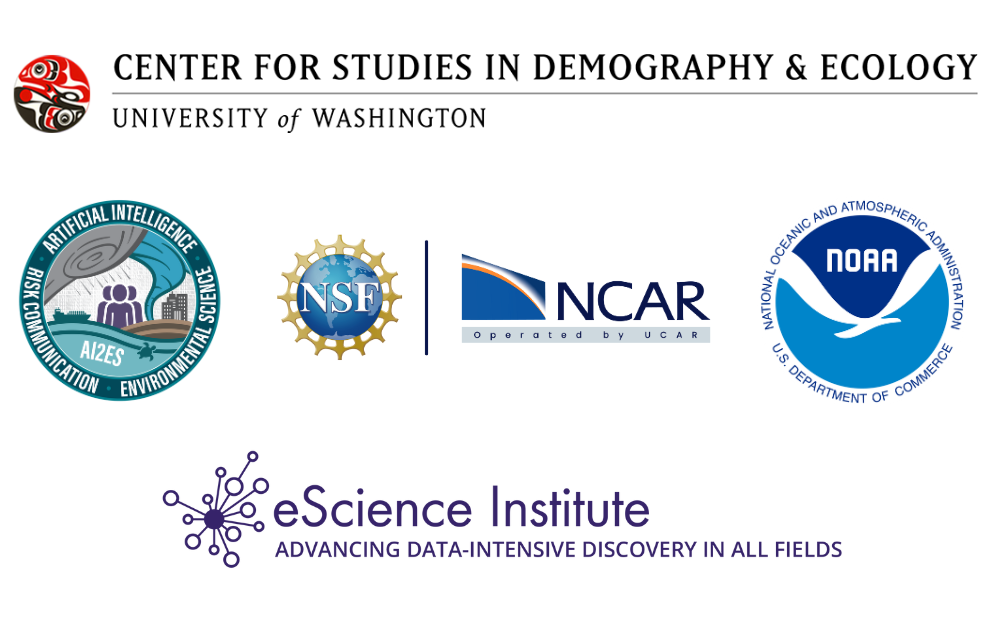 CENTER FOR STUDIES IN DEMOGRAPHY & ECOLOGY
UNIVERSITY of WASHINGTON
ARTIFICIAL INTELLIGENCE
ENVIRONMENTAL SCIENCE
RISK COMMUNICATION
AI2ES
NSF
NCAR
Operated by UCAR
NATIONAL OCEANIC AND ATMOSPHERIC ADMINISTRATION
NOAA
U.S. DEPARTMENT OF COMMERCE
eScience Institute
ADVANCING DATA-INTENSIVE DISCOVERY IN ALL FIELDS